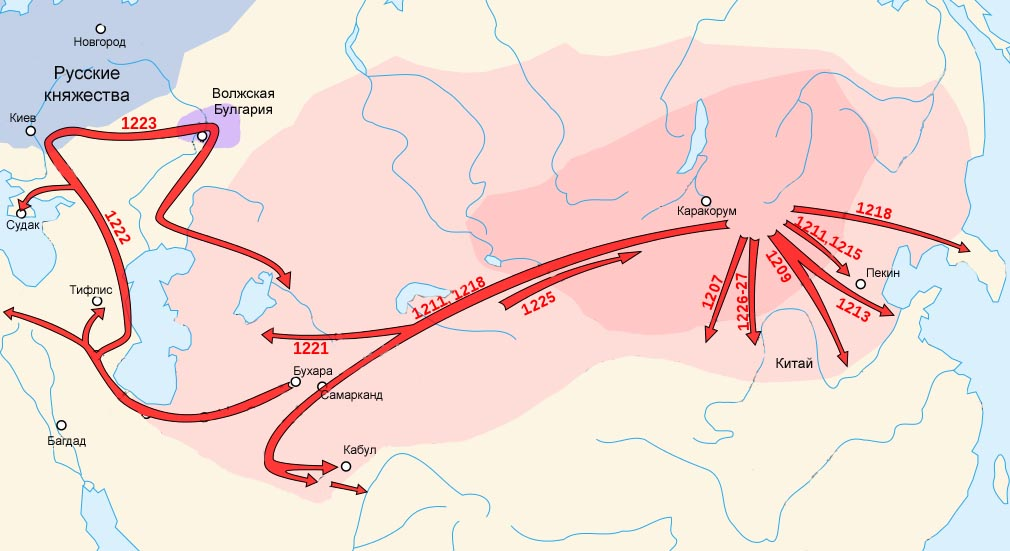 Новгород
Русские
княжества
Волжская
Булгария
Киев
1223
Судак
1222
Каракорум
1218
1211,1215
1209
Пекин
1207
1226-27
1213
Тифлис
1211, 1218
1225
1221
Китай
Бухара
Самарканд
Багдад
Кабул